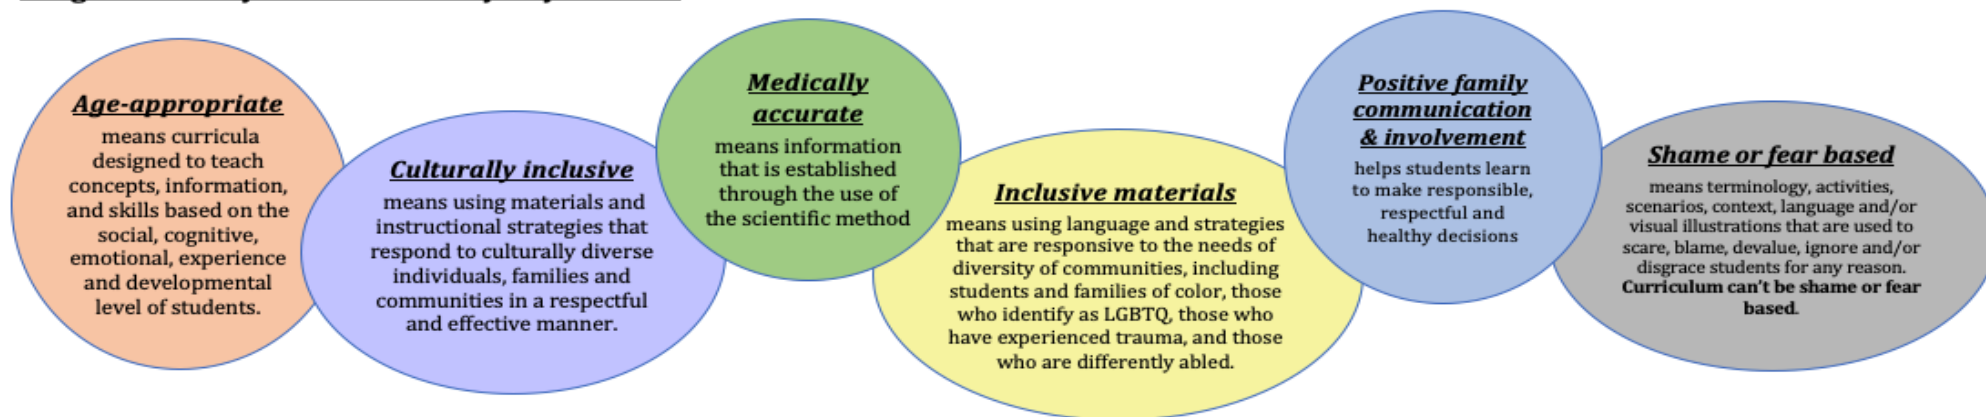 Age-appropriate
means curricula
designed to teach
concepts, information,
and skills based on the
social, cognitive,
emotional, experience
and developmental
level of students.
Culturally inclusive
means using materials and
instructional strategies that
respond to culturally diverse
individuals, families and
communities in a respectful
and effective manner.
Medically
accurate
means information
that is established
through the use of
the scientific method
Inclusive materials
means using language and strategies
that are responsive to the needs of
diversity of communities, including
students and families of color, those
who identify as LGBTQ, those who
have experienced trauma, and those
who are differently abled.
Positive family
communication
& involvement
helps students learn
to make responsible,
respectful and
healthy decisions
Shame or fear based
means terminology, activities,
scenarios, context, language and/or
visual illustrations that are used to
scare, blame, devalue, ignore and/or
disgrace students for any reason.
Curriculum can't be shame or fear
based.